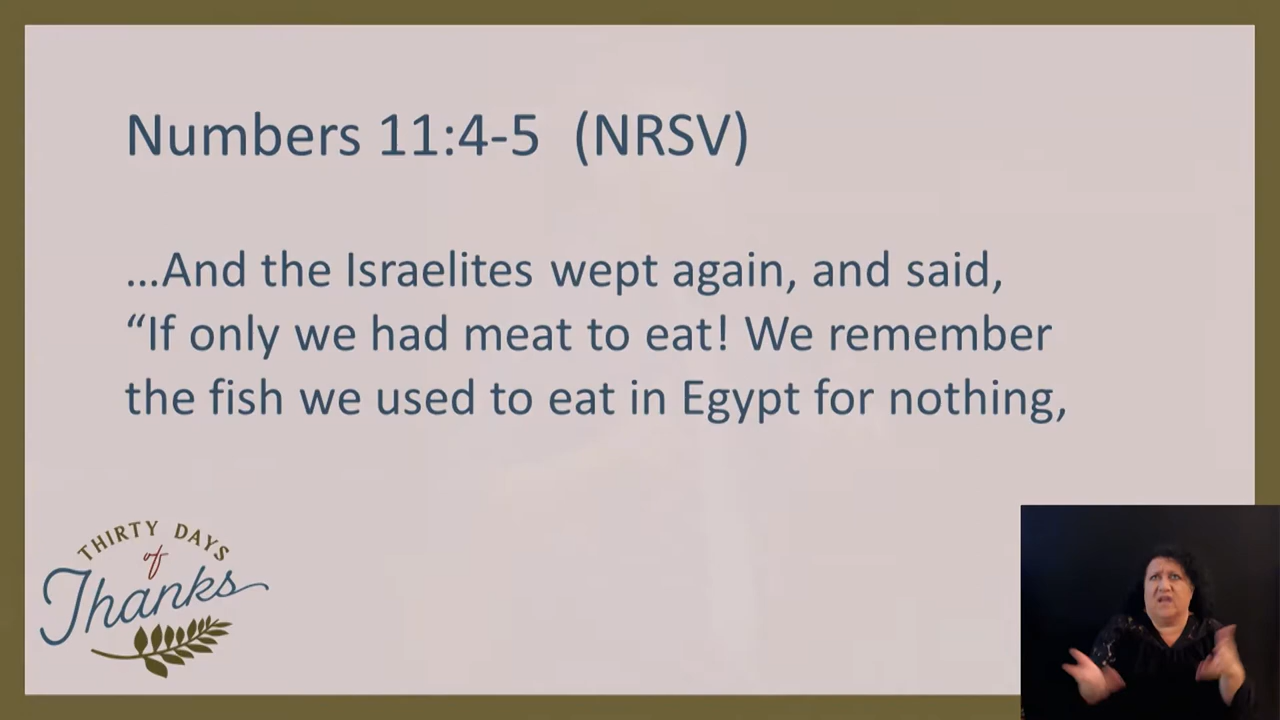 Numbers 11:4-5 (NRSV)
…And the Israelites wept again, and said,
“If only we had meat to eat! We remember
the fish we used to eat in Egypt for nothing,
THIRTY DAYS
of
Thanks